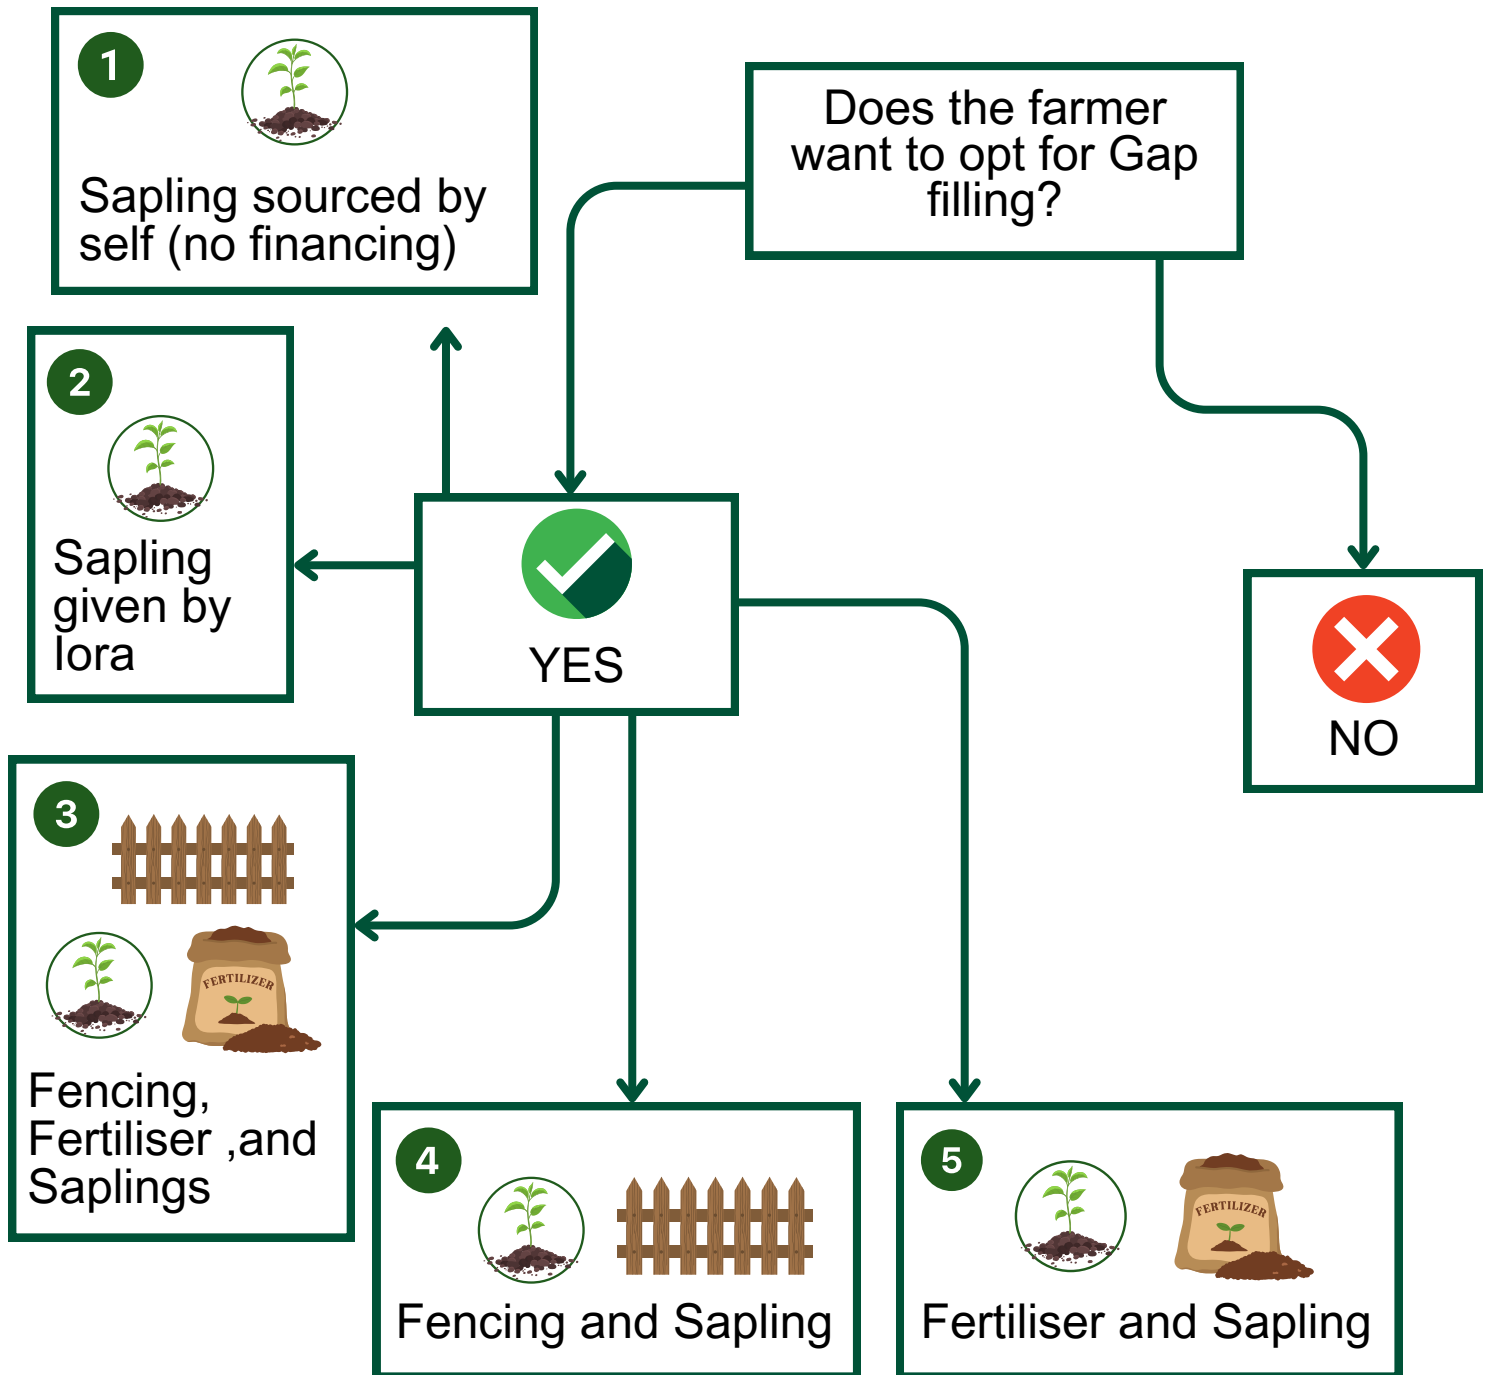 1
Sapling sourced by
self (no financing)
Does the farmer
want to opt for Gap
filling?
2
Sapling
given by
Iora
YES
NO
3
FERTILIZER
Fencing,
Fertiliser ,and
Saplings
4
Fencing and Sapling
5
FERTILIZER
Fertiliser and Sapling